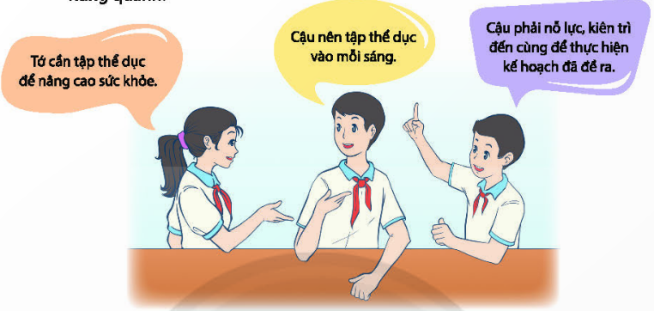 Tớ cần tập thể dục
để nâng cao sức khỏe.
Cậu nên tập thể dục
vào mỗi sáng.
Cậu phải nỗ lực, kiên trì
đến cùng để thực hiện
kế hoạch đã đề ra.